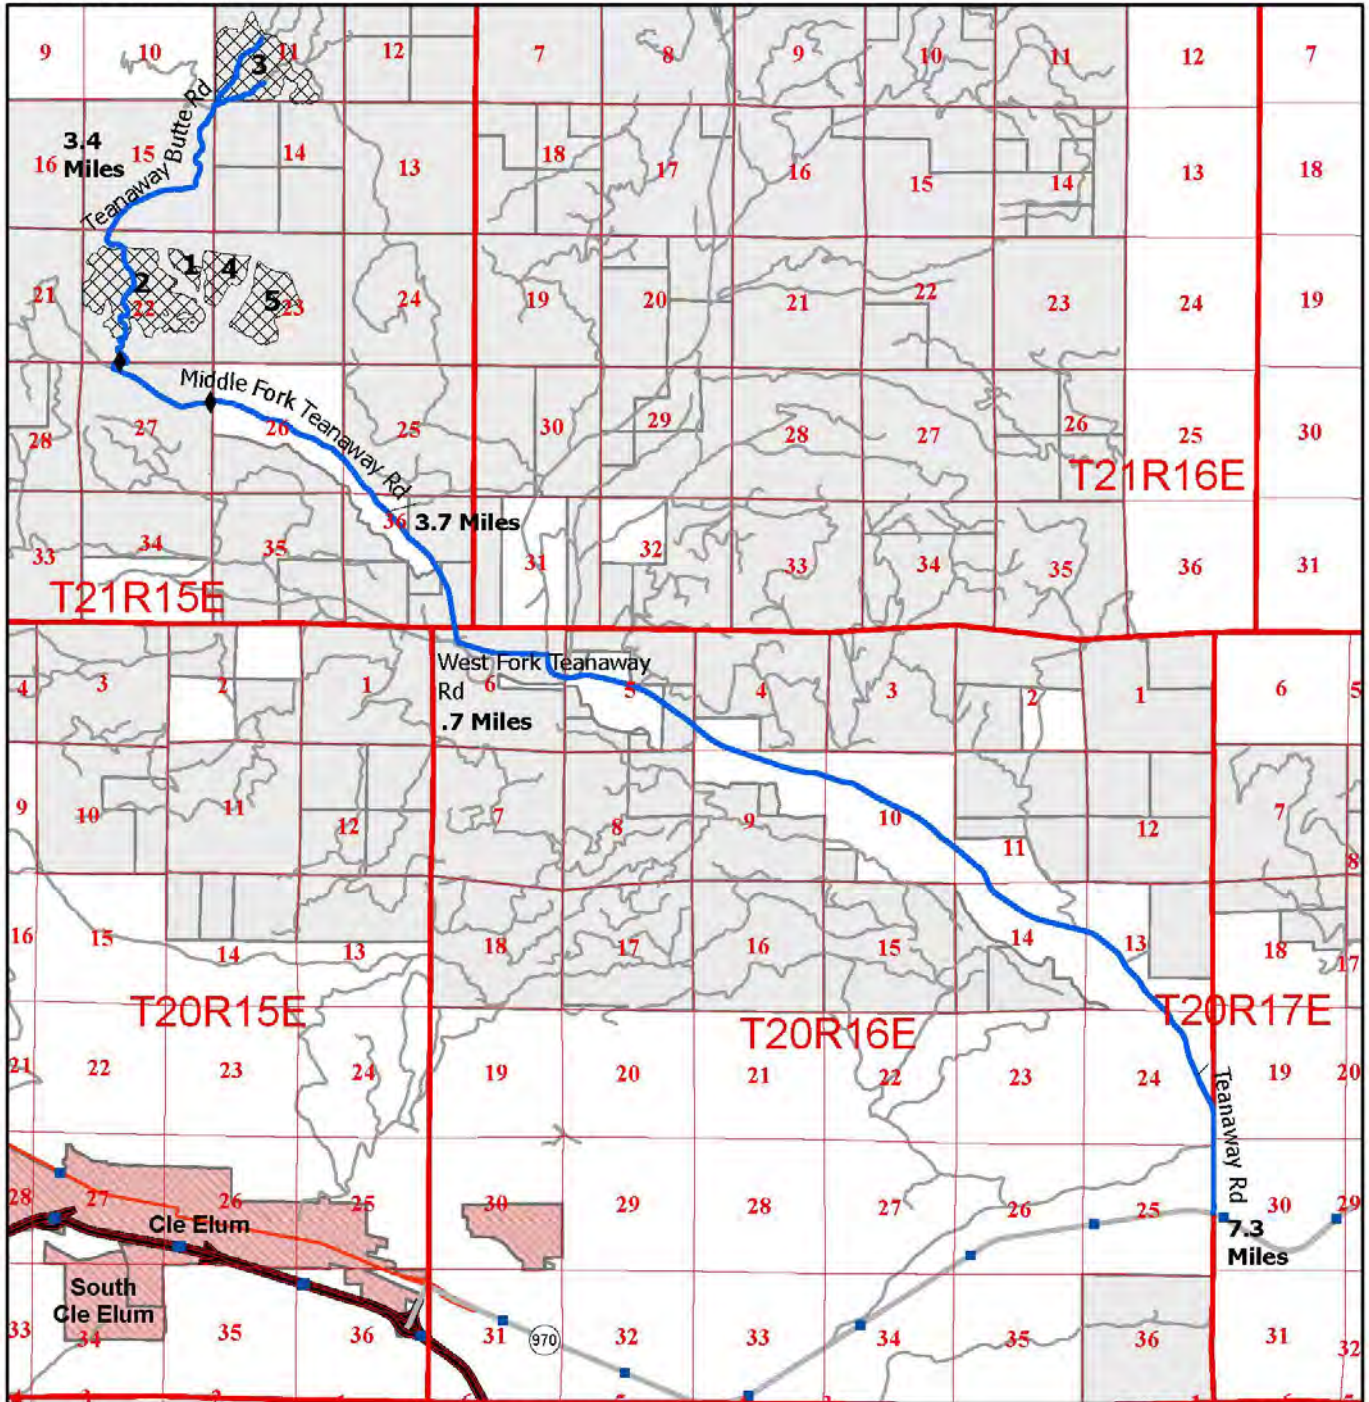 9 10 3 11 12 7 8 9 10 11 12 7
Teanaway Butte Rd
3.4
Miles
16 15 14 13 18 17 16 15 14 13 18
21 2 22 1 4 5 23 24 19 20 21 22 23 24 19
Middle Fork Teanaway Rd
28 27 26 25 30 29 28 27 26 25 30
T21R16E
33 34 35 36 3.7 Miles 31 32 33 34 35 36 31
T21R15E
West Fork Teanaway
Rd
.7 Miles
4 3 2 1 6 5 4 3 2 1 6 5
9 10 11 12 7 8 9 10 11 12 7 8
16 15 14 13 18 17 16 15 14 13 18 17
T20R15E T20R16E T20R17E
21 22 23 24 19 20 21 22 23 24 19 20
Teanaway Rd
28 27 26 25 30 29 28 27 26 25 30 29
Cle Elum
7.3
Miles
South
Cle Elum
33 34 35 36 31 970 32 33 34 35 36 31 32